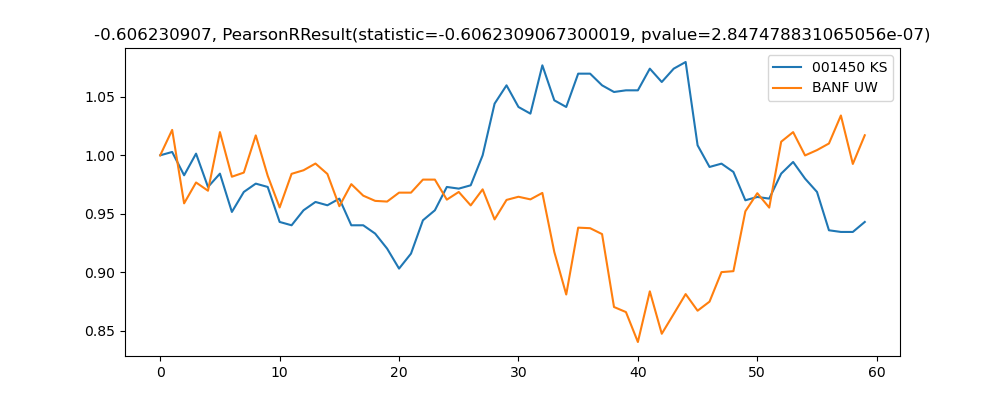 -0.606230907, PearsonRResult(statistic=-0.6062309067300019, pvalue=2.847478831065056e-07)
001450 KS
BANF UW
1.05
1.00
0.95
0.90
0.85
0 10 20 30 40 50 60